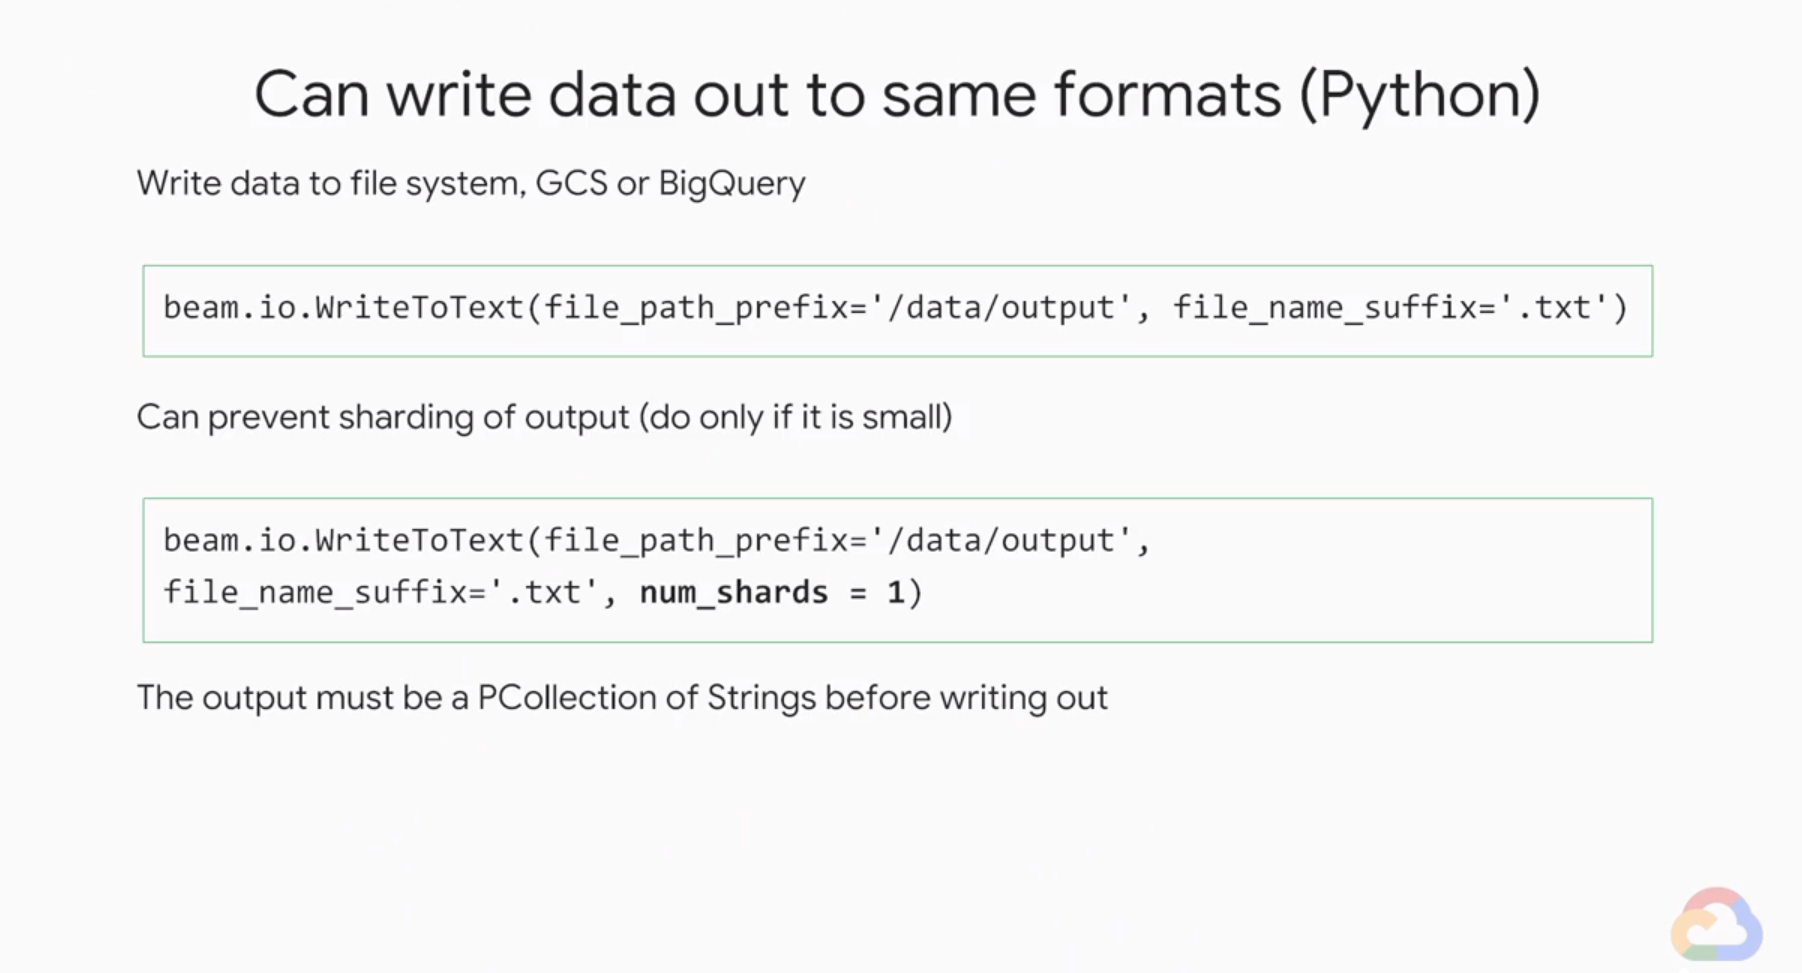 Can write data out to same formats (Python)
Write data to file system, GCS or BigQuery
beam.io.WriteToText(file_path_prefix='/data/output', file_name_suffix='.txt')
Can prevent sharding of output (do only if it is small)
beam.io.WriteToText(file_path_prefix='/data/output',
file_name_suffix='.txt', num_shards = 1)
The output must be a PCollection of Strings before writing out